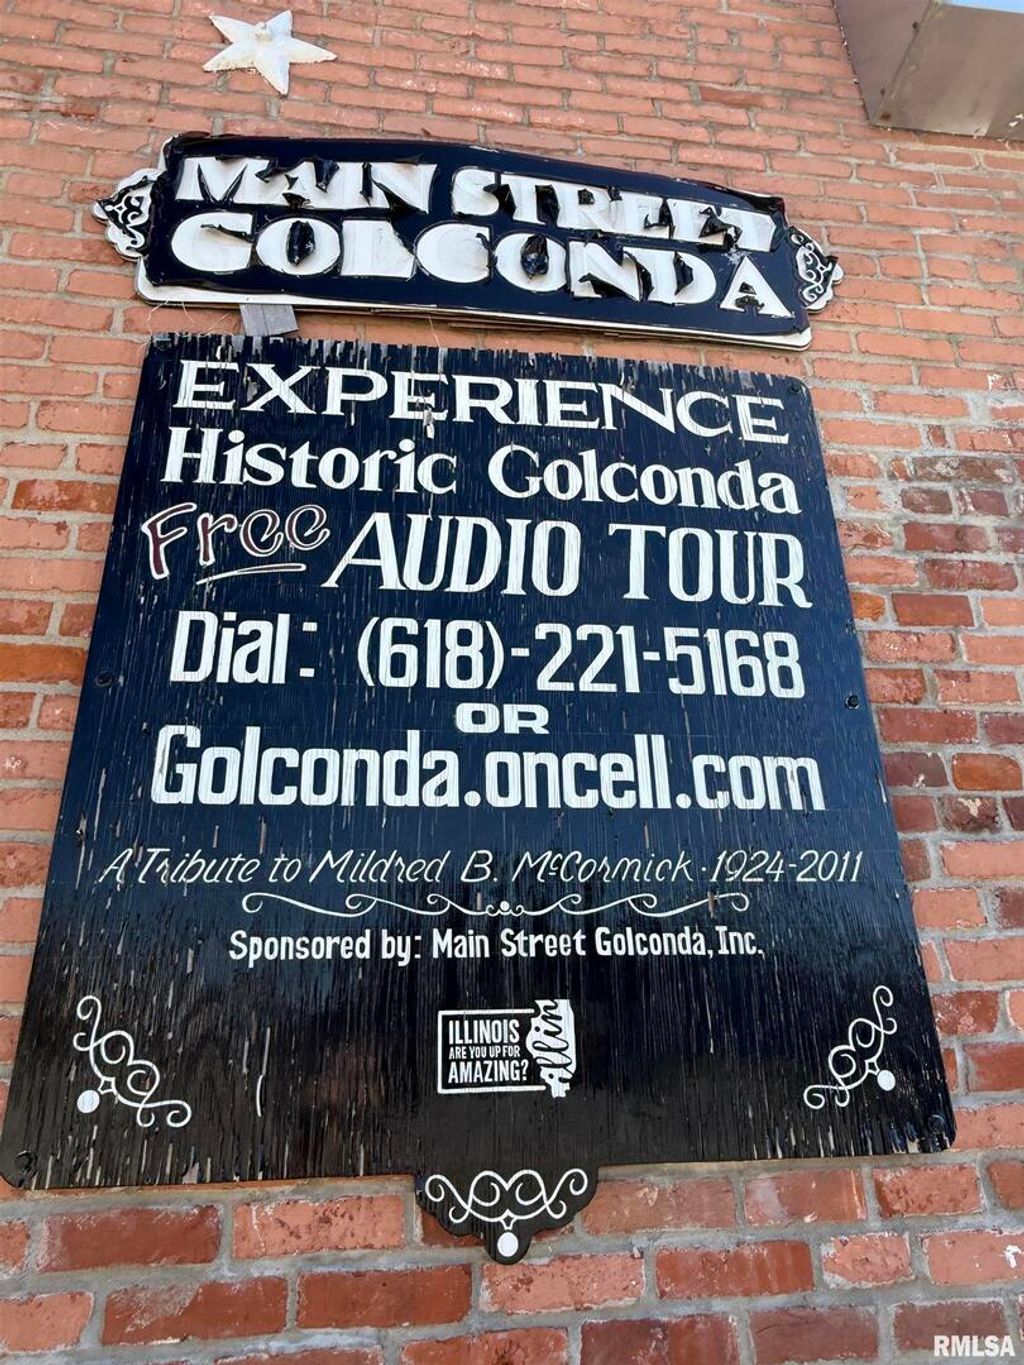 MAIN STREET
GOLCONDA
EXPERIENCE
Historic Golconda
Free AUDIO TOUR
Dial: (618)-221-5168
OR
Golconda.oncell.com
A Tribute to Mildred B. McCormick · 1924-2011
Sponsored by: Main Street Golconda, Inc.
ILLINOIS
ARE YOU UP FOR
AMAZING?
#allin
RMLSA